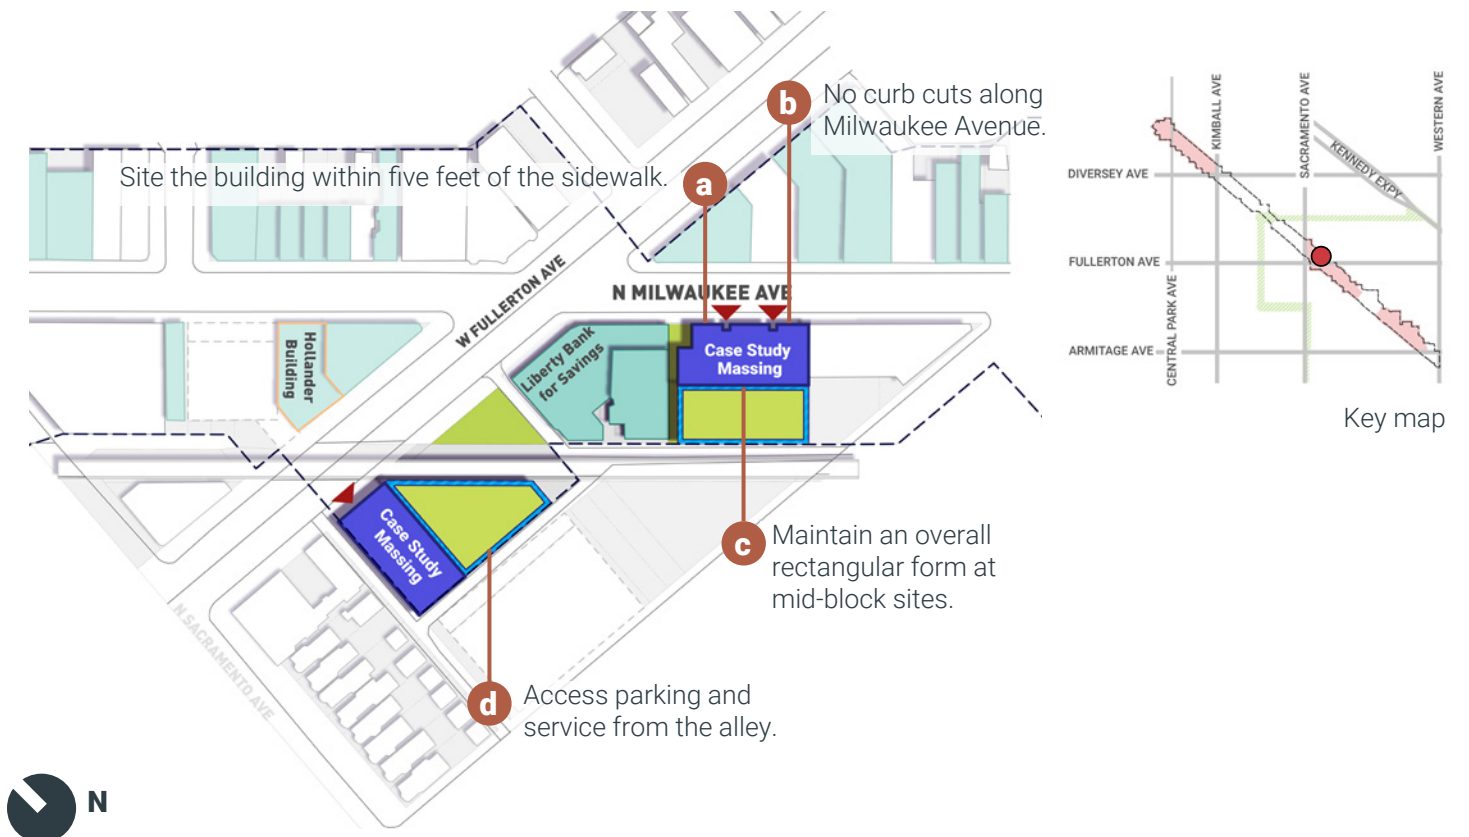 b
No curb cuts along
Milwaukee Avenue.
Site the building within five feet of the sidewalk.
a
W FULLERTON AVE
N MILWAUKEE AVE
Hollander
Building
Liberty Bank
for Savings
Case Study
Massing
Case Study
Massing
c
Maintain an overall
rectangular form at
mid-block sites.
N SACRAMENTO AVE
d
Access parking and
service from the alley.
N
KIMBALL AVE
SACRAMENTO AVE
WESTERN AVE
KENNEDY EXPY
DIVERSEY AVE
FULLERTON AVE
CENTRAL PARK AVE
ARMITAGE AVE
Key map